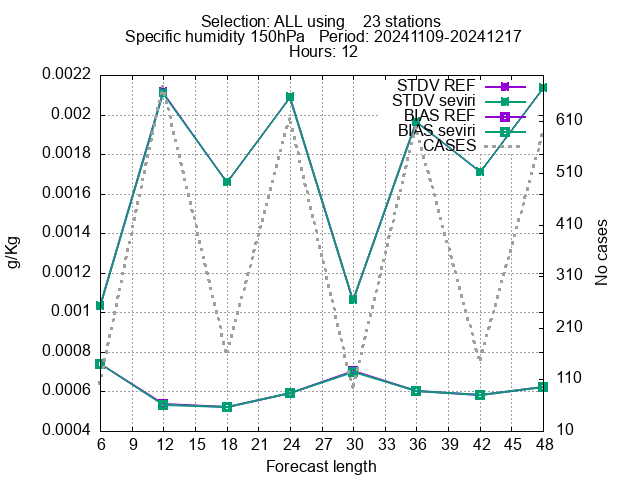 Selection: ALL using    23 stations
Specific humidity 150hPa   Period: 20241109-20241217
Hours: 12
STDV REF
STDV seviri
BIAS REF
BIAS seviri
CASES
0.0022
0.002
0.0018
0.0016
0.0014
0.0012
0.001
0.0008
0.0006
0.0004
g/Kg
610
510
410
310
210
110
10
No cases
6 9 12 15 18 21 24 27 30 33 36 39 42 45 48
Forecast length